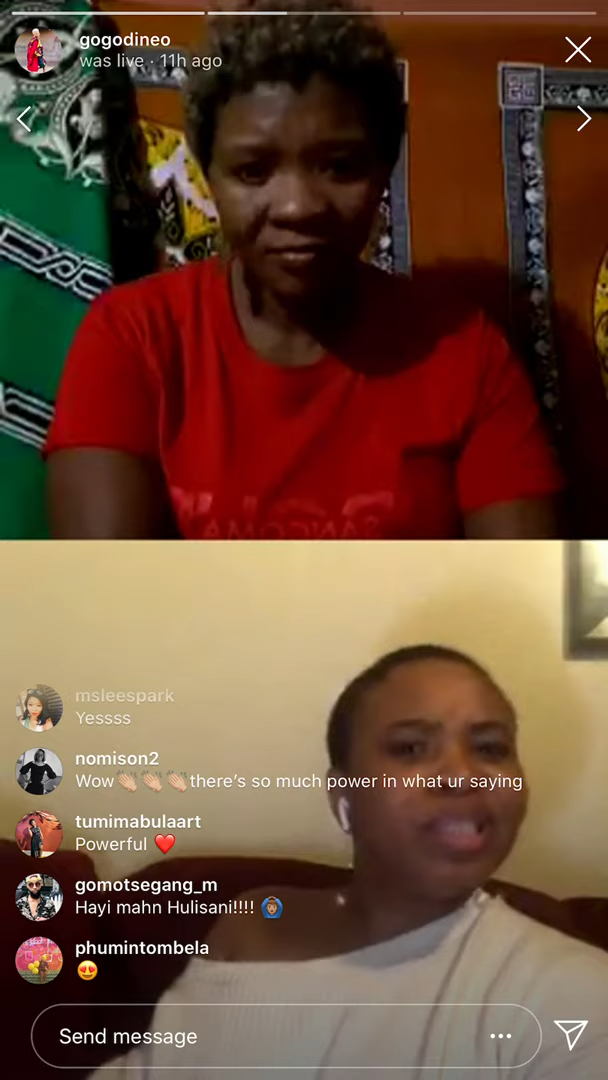 gogodineo
was live · 11h ago
msleespark
Yessss
nomison2
Wow👏🏼👏🏼👏🏼there's so much power in what ur saying
tumimabulaart
Powerful ❤️
gomotsegang_m
Hayi mahn Hulisani!!!! 🙆🏽‍♂️
phumintombela
😍
Send message